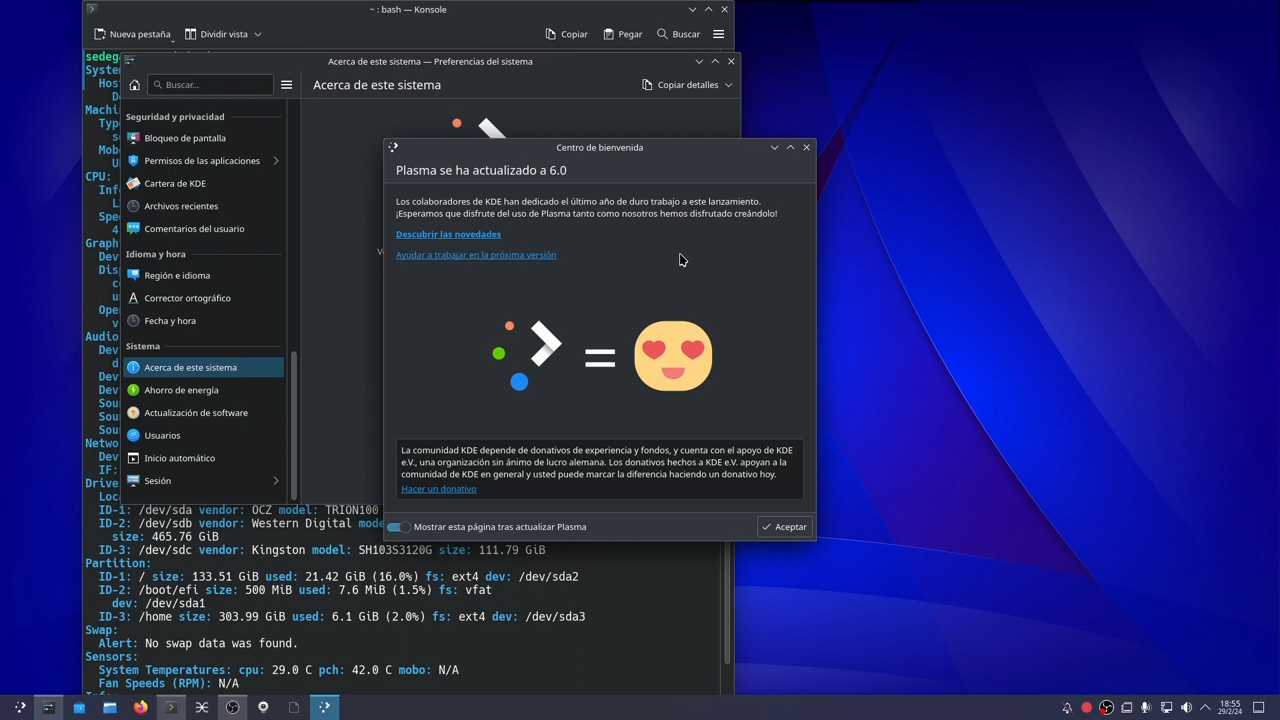 ~ : bash — Konsole
Nueva pestaña
Dividir vista
Copiar
Pegar
Buscar
Acerca de este sistema — Preferencias del sistema
Buscar...
Acerca de este sistema
Copiar detalles
Seguridad y privacidad
Bloqueo de pantalla
Permisos de las aplicaciones
Cartera de KDE
Archivos recientes
Comentarios del usuario
Idioma y hora
Región e idioma
Corrector ortográfico
Fecha y hora
Sistema
Acerca de este sistema
Ahorro de energía
Actualización de software
Usuarios
Inicio automático
Sesión
Centro de bienvenida
Plasma se ha actualizado a 6.0
Los colaboradores de KDE han dedicado el último año de duro trabajo a este lanzamiento.
¡Esperamos que disfrute del uso de Plasma tanto como nosotros hemos disfrutado creándolo!
Descubrir las novedades
Ayudar a trabajar en la próxima versión
La comunidad KDE depende de donativos de experiencia y fondos, y cuenta con el apoyo de KDE
e.V., una organización sin ánimo de lucro alemana. Los donativos hechos a KDE e.V. apoyan a la
comunidad de KDE en general y usted puede marcar la diferencia haciendo un donativo hoy.
Hacer un donativo
Mostrar esta página tras actualizar Plasma
Aceptar
CPU:
ID-1: /dev/sda vendor: OCZ model: TRION100
ID-2: /dev/sdb vendor: Western Digital
size: 465.76 GiB
ID-3: /dev/sdc vendor: Kingston model: SH103S3120G size: 111.79 GiB
Partition:
ID-1: / size: 133.51 GiB used: 21.42 GiB (16.0%) fs: ext4 dev: /dev/sda2
ID-2: /boot/efi size: 500 MiB used: 7.6 MiB (1.5%) fs: vfat
dev: /dev/sda1
ID-3: /home size: 303.99 GiB used: 6.1 GiB (2.0%) fs: ext4 dev: /dev/sda3
Swap:
Alert: No swap data was found.
Sensors:
System Temperatures: cpu: 29.0 C pch: 42.0 C mobo: N/A
Fan Speeds (RPM): N/A
18:55
29/2/24